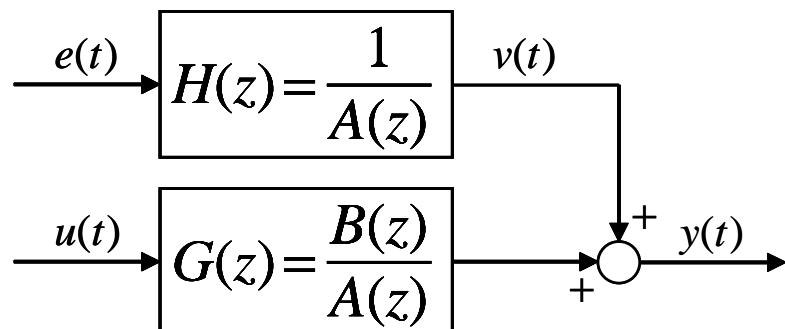 e(t)
H(z) = 1/A(z)
v(t)
+
u(t)
G(z) = B(z)/A(z)
+
y(t)